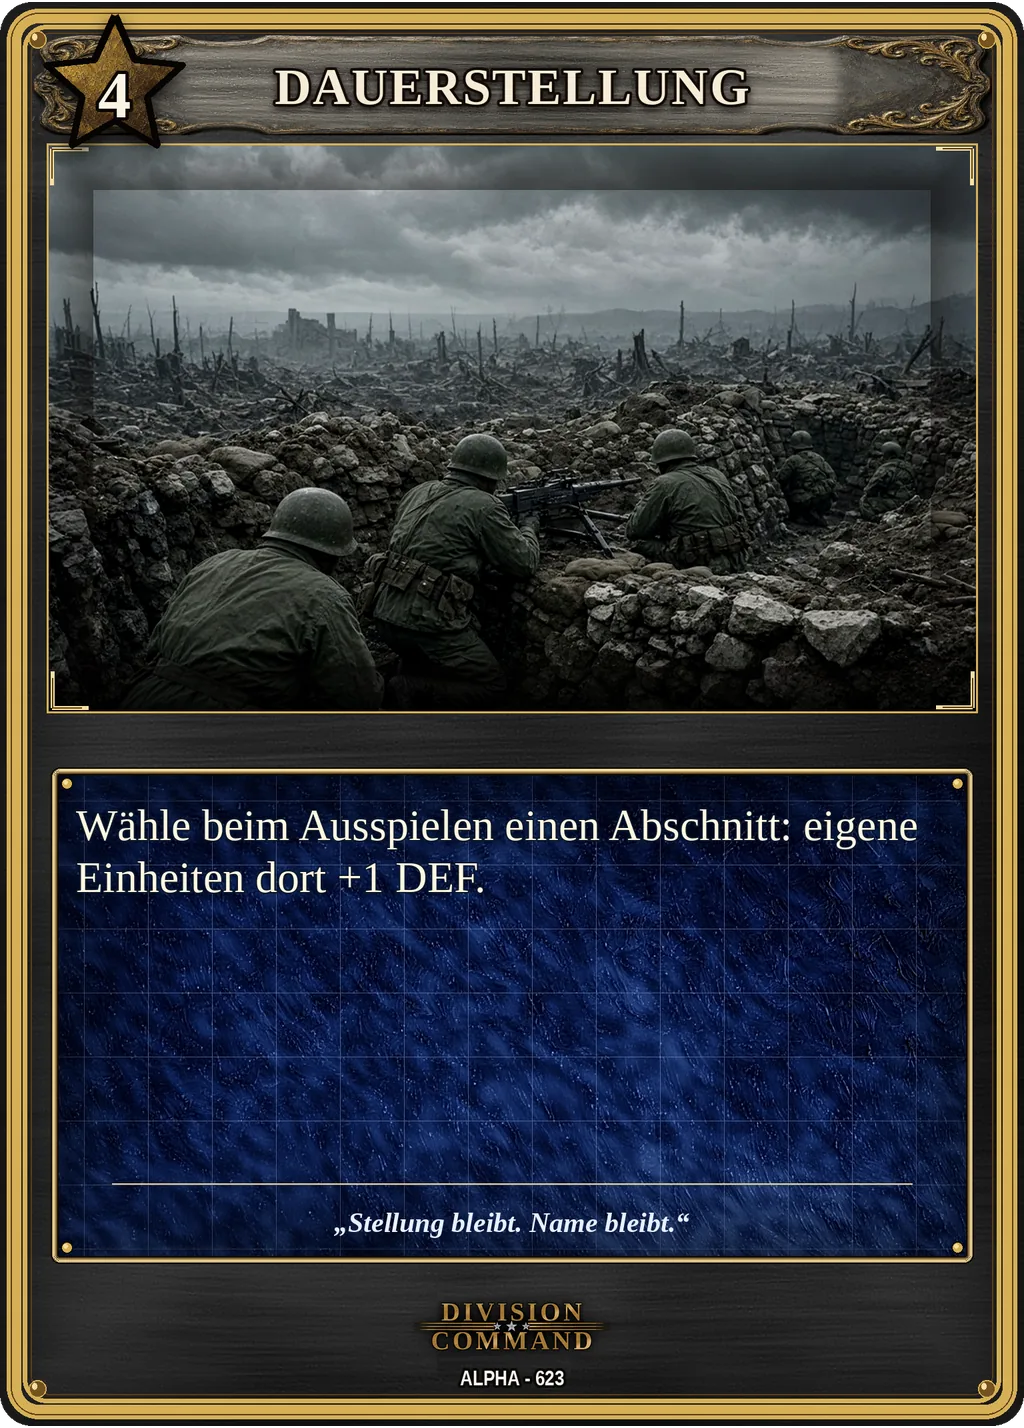 4
DAUERSTELLUNG
Wähle beim Ausspielen einen Abschnitt: eigene
Einheiten dort +1 DEF.
„Stellung bleibt. Name bleibt.“
DIVISION
COMMAND
ALPHA - 623